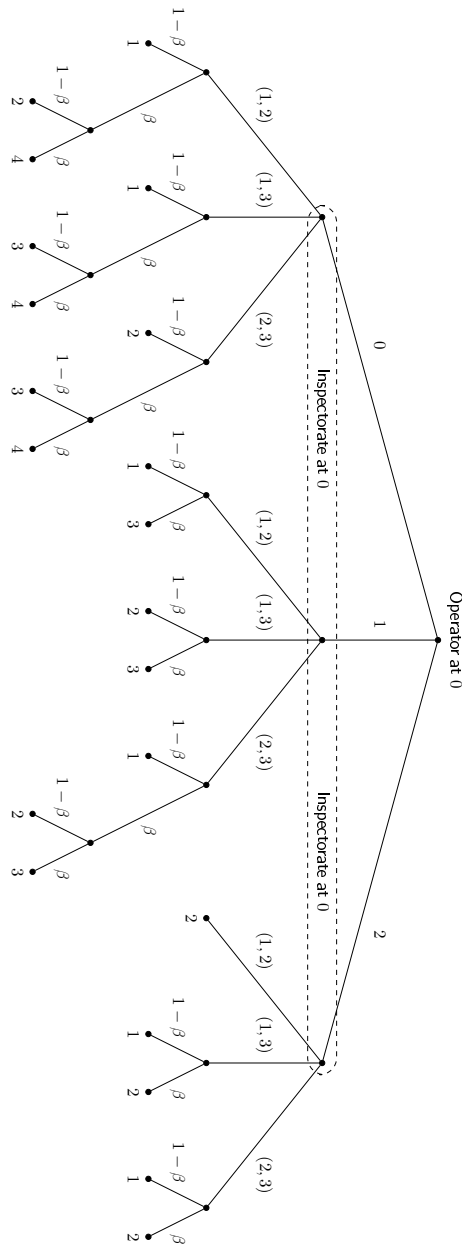 Operator at 0
0 1 2
Inspectorate at 0 Inspectorate at 0
(1, 2) (1, 3) (2, 3) (1, 2) (1, 3) (2, 3) (1, 2) (1, 3) (2, 3)
2
1 − β 1 − β 1 − β 1 − β β 1 − β β 1 − β 1 − β β 1 − β β
β β β β
1 1 2 1 3 2 3 1 1 2 1 2
1 − β β 1 − β β 1 − β β 1 − β β
2 4 3 4 3 4 2 3